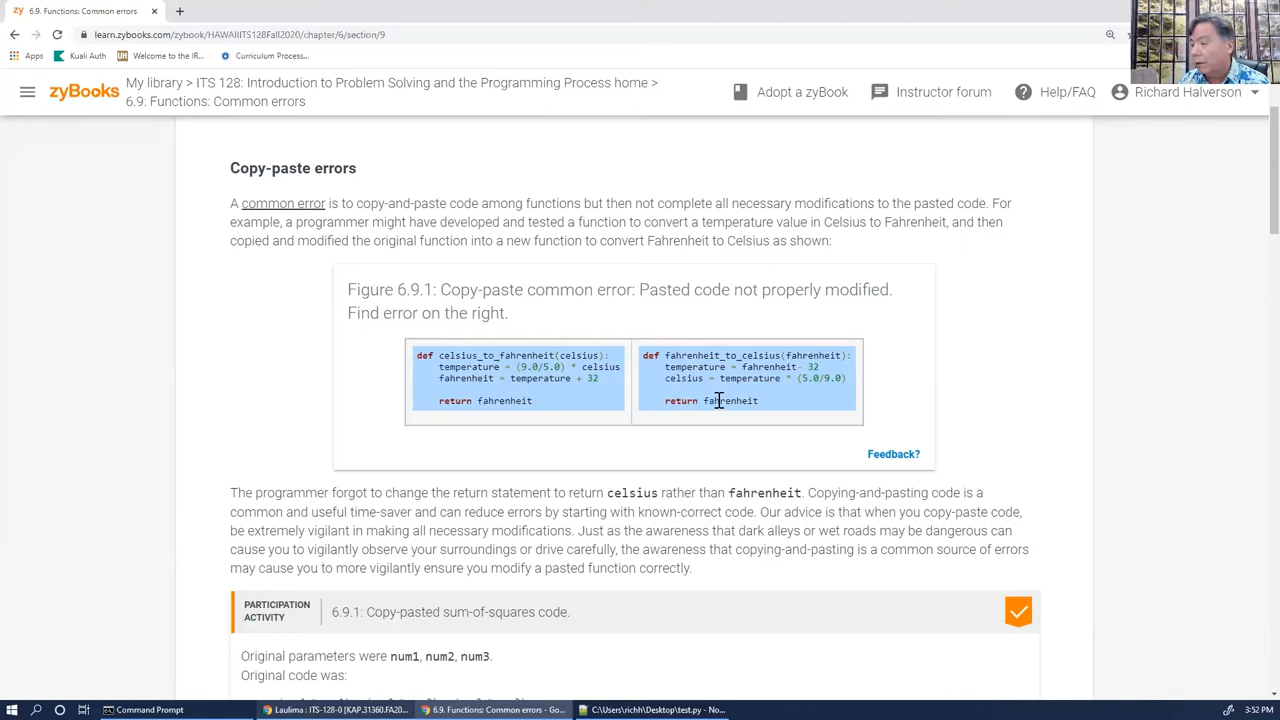 zy 6.9. Functions: Common errors
learn.zybooks.com/zybook/HAWAIIITS128Fall2020/chapter/6/section/9
Apps Kuali Auth UH Welcome to the IR... Curriculum Process...
zyBooks
My library > ITS 128: Introduction to Problem Solving and the Programming Process home >
6.9: Functions: Common errors
Adopt a zyBook Instructor forum Help/FAQ Richard Halverson
Copy-paste errors
A common error is to copy-and-paste code among functions but then not complete all necessary modifications to the pasted code. For
example, a programmer might have developed and tested a function to convert a temperature value in Celsius to Fahrenheit, and then
copied and modified the original function into a new function to convert Fahrenheit to Celsius as shown:
Figure 6.9.1: Copy-paste common error: Pasted code not properly modified.
Find error on the right.
def celsius_to_fahrenheit(celsius):
temperature = (9.0/5.0) * celsius
fahrenheit = temperature + 32
return fahrenheit
def fahrenheit_to_celsius(fahrenheit):
temperature = fahrenheit- 32
celsius = temperature * (5.0/9.0)
return fahrenheit
Feedback?
The programmer forgot to change the return statement to return celsius rather than fahrenheit. Copying-and-pasting code is a
common and useful time-saver and can reduce errors by starting with known-correct code. Our advice is that when you copy-paste code,
be extremely vigilant in making all necessary modifications. Just as the awareness that dark alleys or wet roads may be dangerous can
cause you to vigilantly observe your surroundings or drive carefully, the awareness that copying-and-pasting is a common source of errors
may cause you to more vigilantly ensure you modify a pasted function correctly.
PARTICIPATION
ACTIVITY
6.9.1: Copy-pasted sum-of-squares code.
Original parameters were num1, num2, num3.
Original code was:
Command Prompt
Laulima : ITS-128-0 [KAP.31360.FA20...
6.9. Functions: Common errors - Go...
C:\Users\richh\Desktop\test.py - No...
3:52 PM